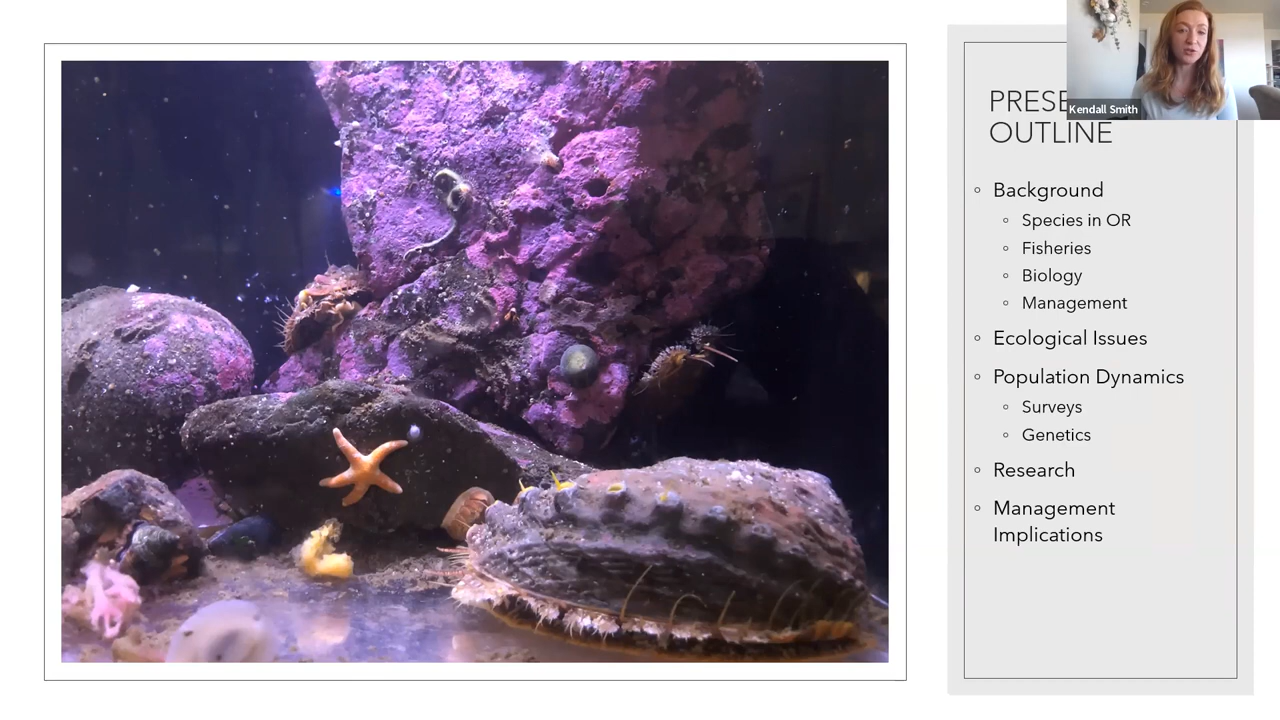 PRESE
OUTLINE
Kendall Smith
Background
Species in OR
Fisheries
Biology
Management
Ecological Issues
Population Dynamics
Surveys
Genetics
Research
Management
Implications